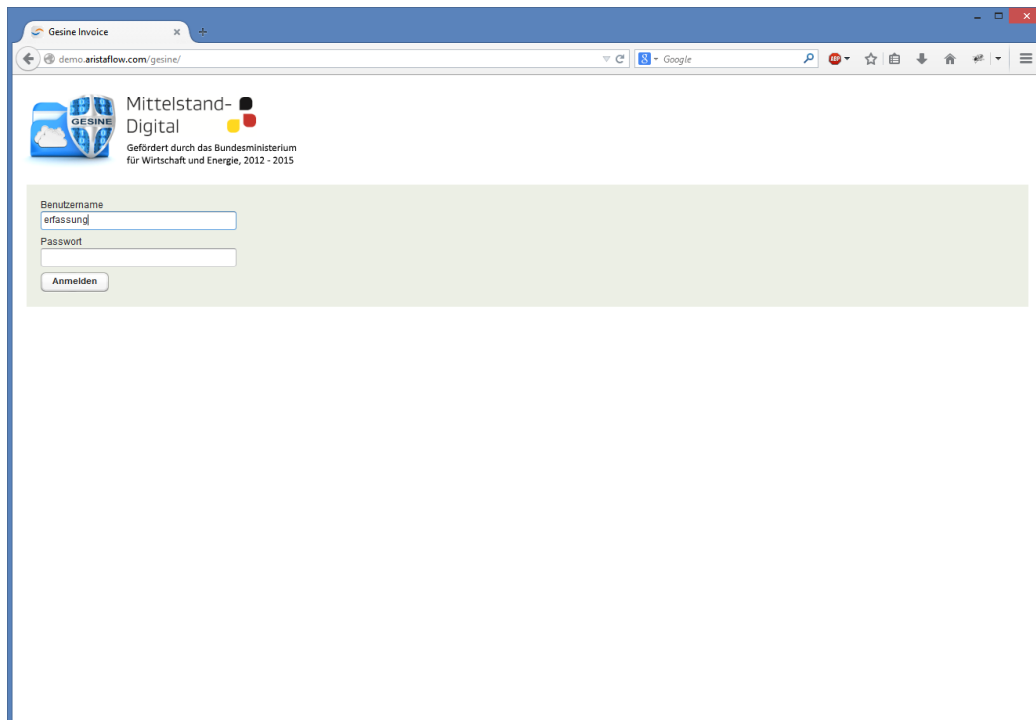 Gesine Invoice
demo.aristaflow.com/gesine/
Google
ABP
GESINE
Mittelstand-
Digital
Gefördert durch das Bundesministerium
für Wirtschaft und Energie, 2012 - 2015
Benutzername
erfassung
Passwort
Anmelden